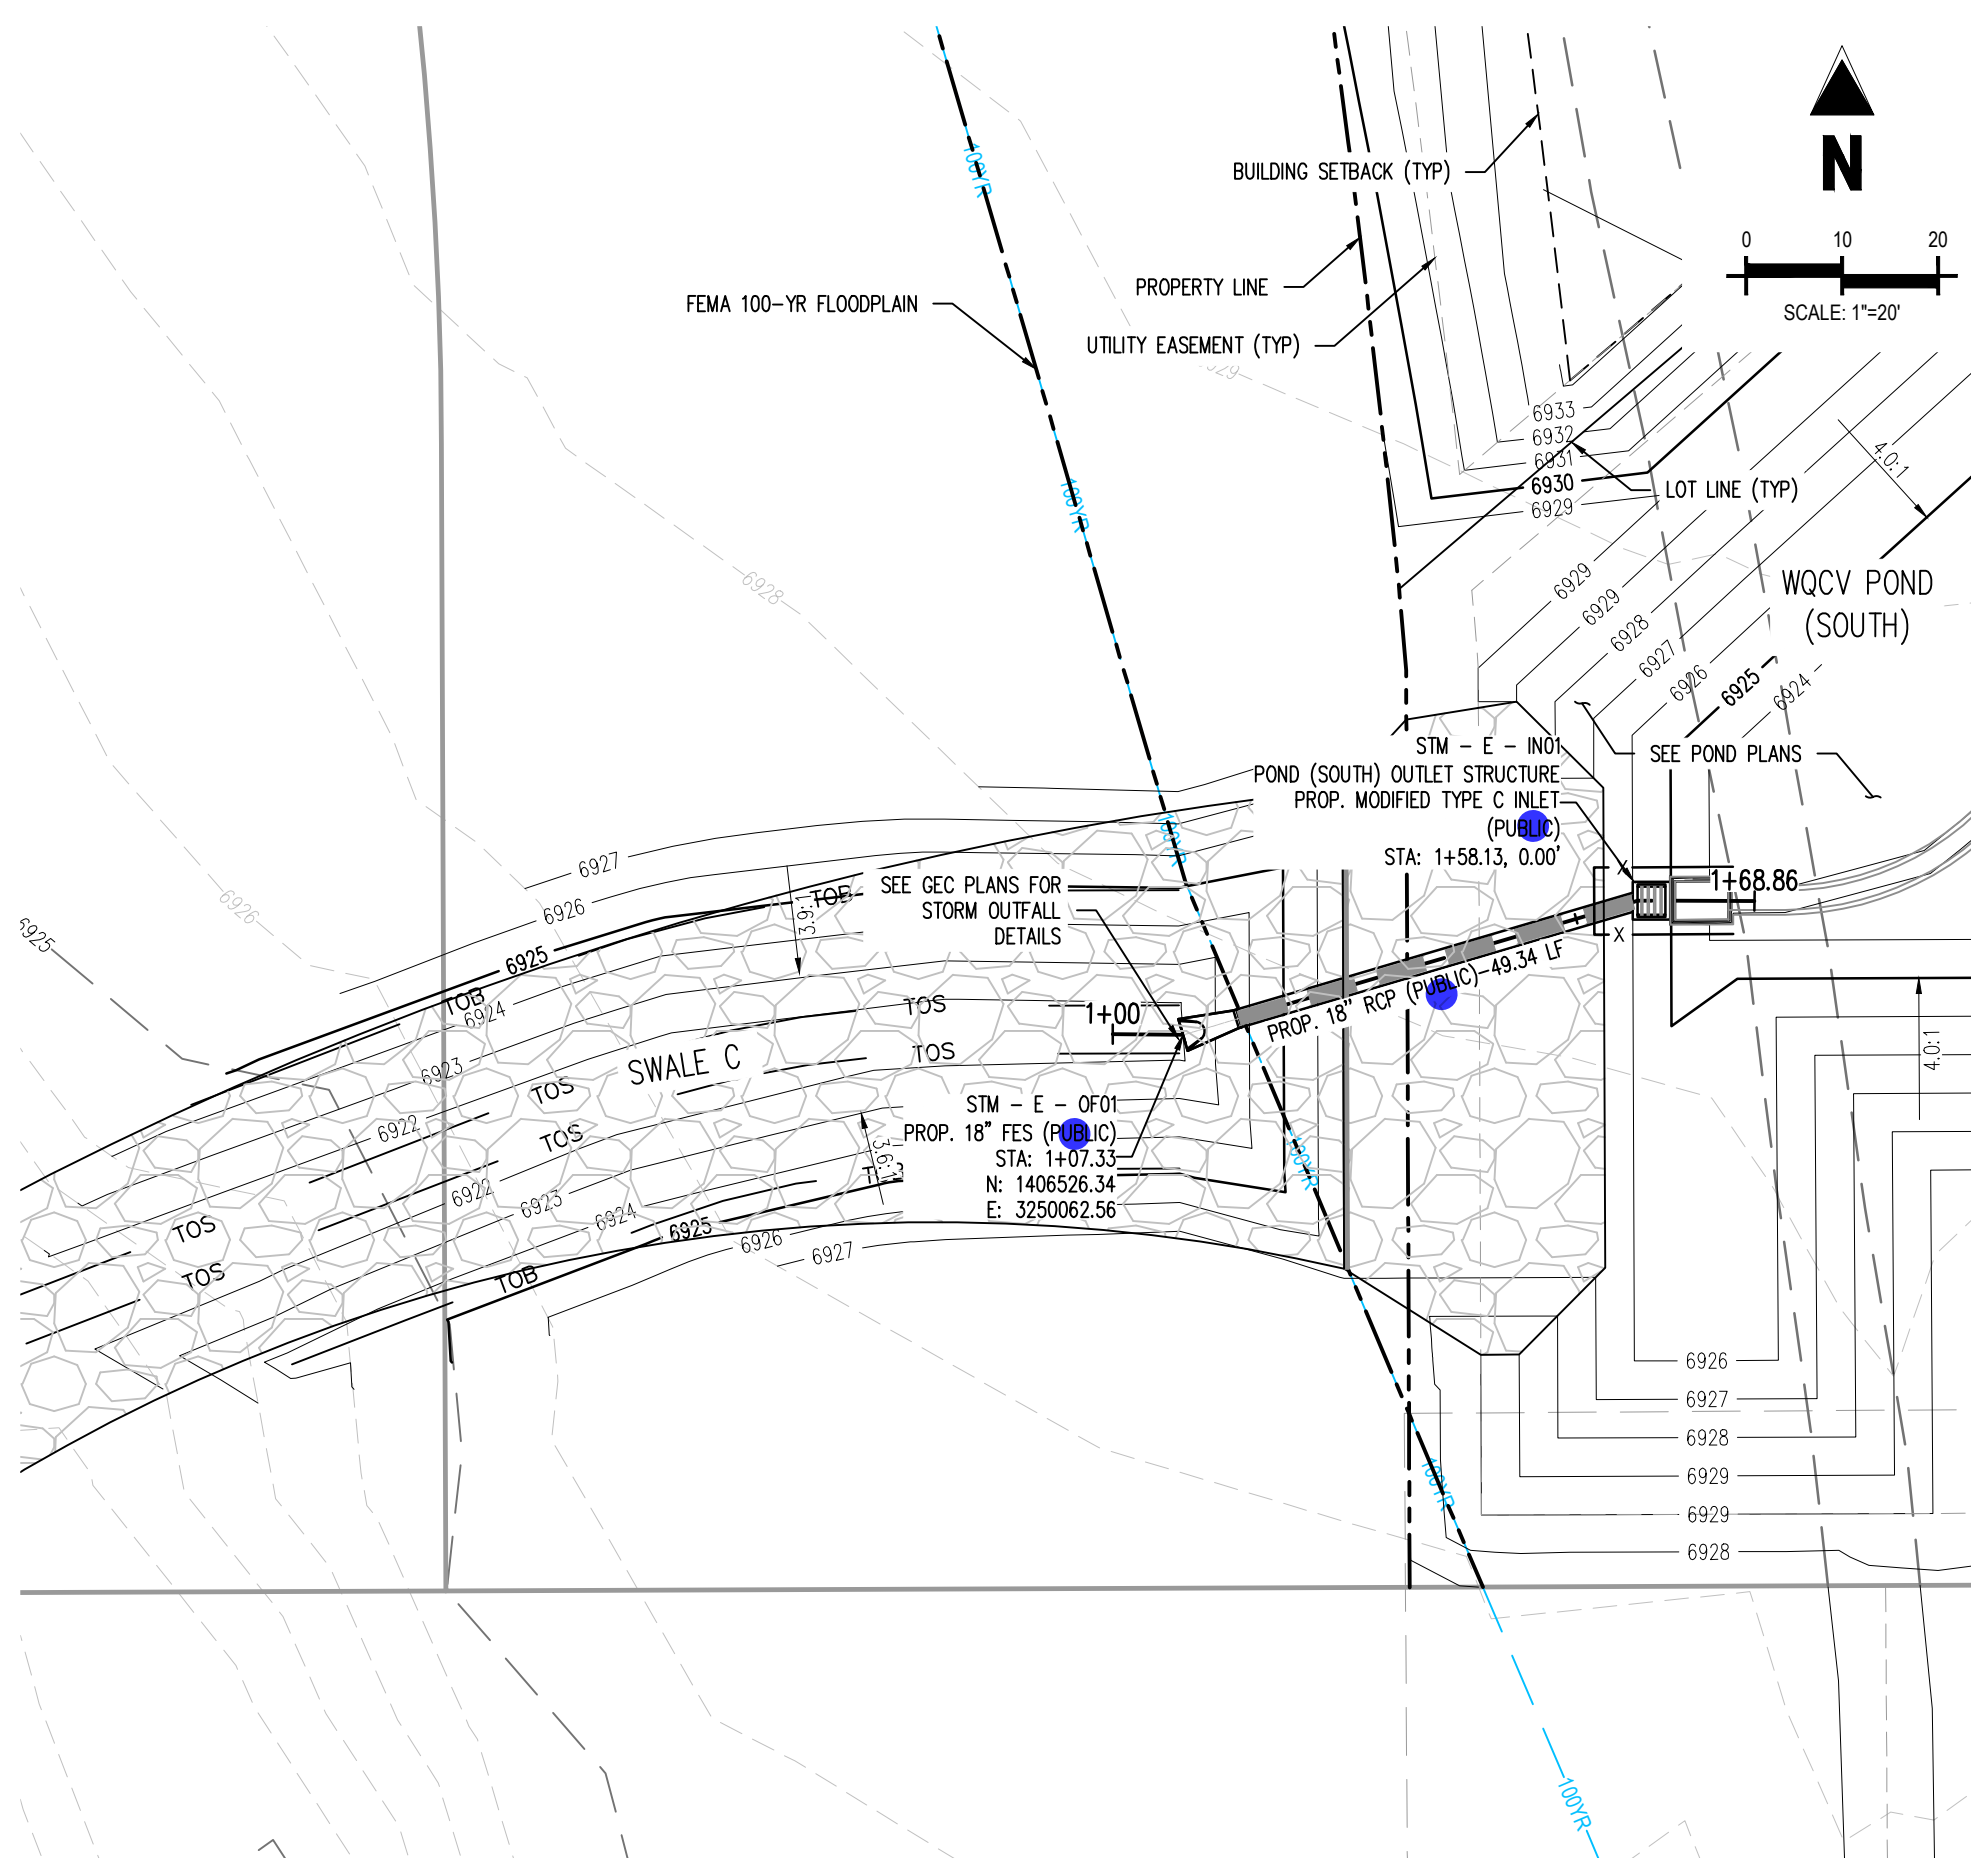 100YR
BUILDING SETBACK (TYP)
N
0 10 20
SCALE: 1"=20'
PROPERTY LINE
FEMA 100-YR FLOODPLAIN
UTILITY EASEMENT (TYP)
6929
6933
6932
6931
6930
6929
4.0:1
LOT LINE (TYP)
100YR
6928
WQCV POND
(SOUTH)
6929
6929
6928
6927
6926
6925
6924
STM - E - IN01
POND (SOUTH) OUTLET STRUCTURE
PROP. MODIFIED TYPE C INLET
(PUBLIC)
STA: 1+58.13, 0.00'
SEE POND PLANS
100YR
6927
6926
6925
6924
6923
6922
3.9:1
TOB
TOB
SEE GEC PLANS FOR
STORM OUTFALL
DETAILS
X
X
1+68.86
6926
6925
1+00
PROP. 18" RCP (PUBLIC)-49.34 LF
TOS
TOS
SWALE C
TOS
TOS
4.0:1
STM - E - OF01
PROP. 18" FES (PUBLIC)
STA: 1+07.33
N: 1406526.34
E: 3250062.56
3.6:1
100YR
6922
6923
6924
6925
6926
6927
TOS
TOS
TOB
6926
6927
6928
6929
6929
6928
100YR
100YR